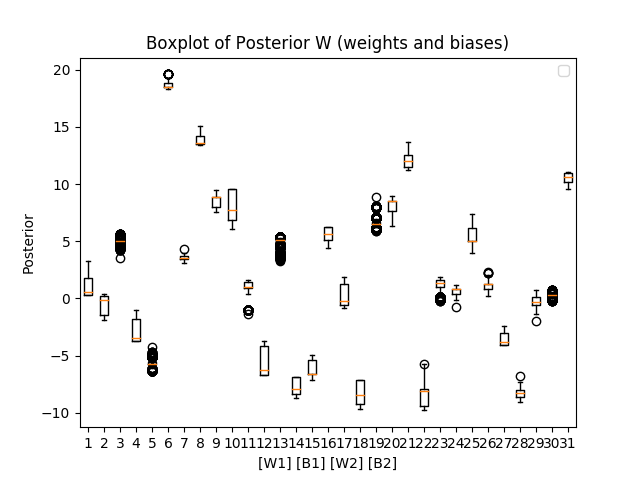 Boxplot of Posterior W (weights and biases)
20
15
10
5
0
−5
−10
Posterior
1 2 3 4 5 6 7 8 9 10 11 12 13 14 15 16 17 18 19 20 21 22 23 24 25 26 27 28 29 30 31
[W1] [B1] [W2] [B2]